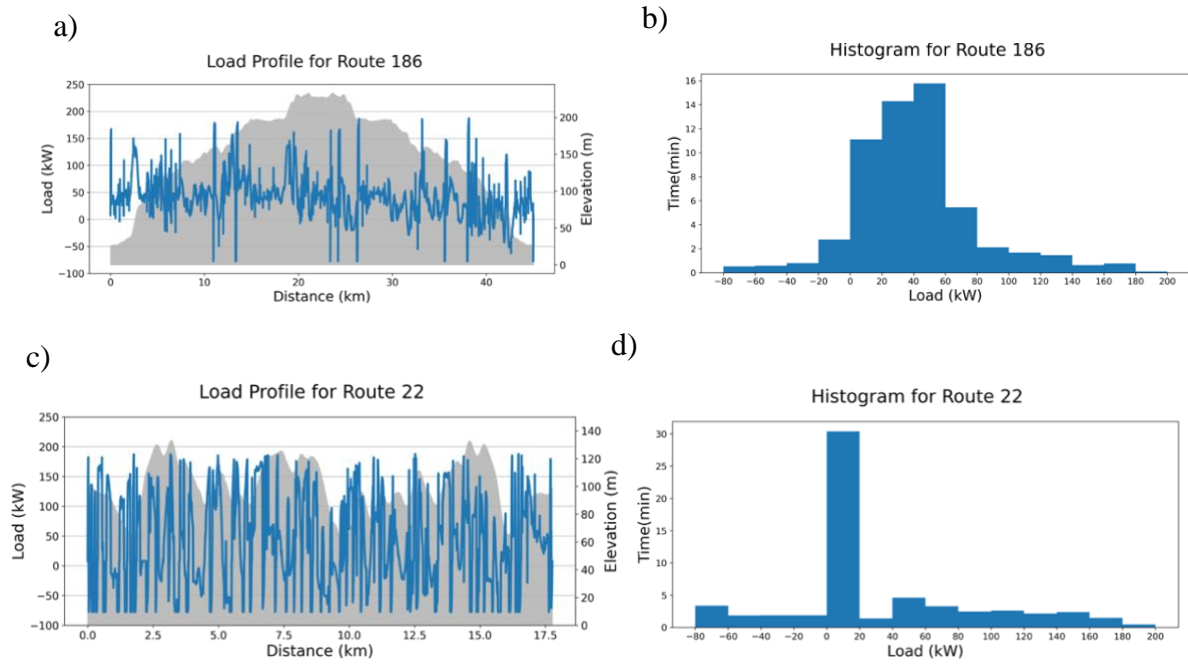 a)
Load Profile for Route 186
250
200
150
100
50
0
−50
−100
Load (kW)
200
150
100
50
0
Elevation (m)
0 10 20 30 40
Distance (km)
b)
Histogram for Route 186
16
14
12
10
8
6
4
2
0
Time(min)
−80 −60 −40 −20 0 20 40 60 80 100 120 140 160 180 200
Load (kW)
c)
Load Profile for Route 22
250
200
150
100
50
0
−50
−100
Load (kW)
140
120
100
80
60
40
20
0
Elevation (m)
0.0 2.5 5.0 7.5 10.0 12.5 15.0 17.5
Distance (km)
d)
Histogram for Route 22
30
25
20
15
10
5
0
Time(min)
−80 −60 −40 −20 0 20 40 60 80 100 120 140 160 180 200
Load (kW)